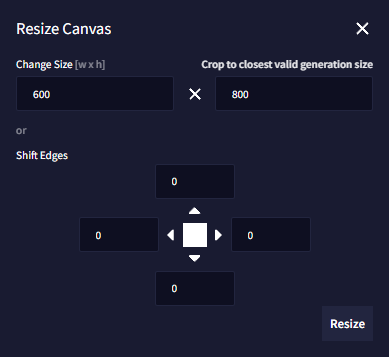 Resize Canvas
Change Size [w x h] Crop to closest valid generation size
600 800
or
Shift Edges
0
0 0
0
Resize